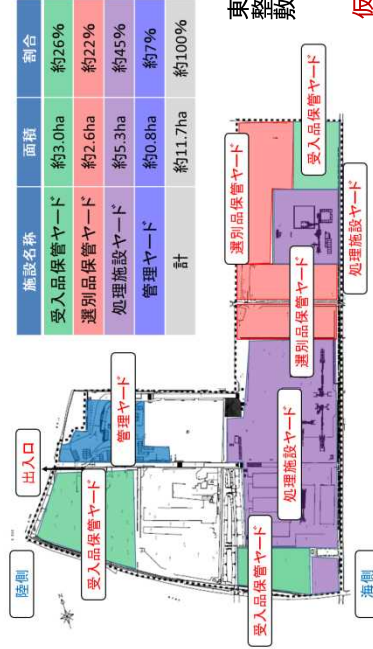 施設名称 面積 割合
受入品保管ヤード 約3.0ha 約26%
選別品保管ヤード 約2.6ha 約22%
処理施設ヤード 約5.3ha 約45%
管理ヤード 約0.8ha 約7%
計 約11.7ha 約100%
東
整
敷
仮
陸側
出入口
受入品保管ヤード
管理ヤード
選別品保管ヤード
受入品保管ヤード
選別品保管ヤード
処理施設ヤード
処理施設ヤード
受入品保管ヤード
海側